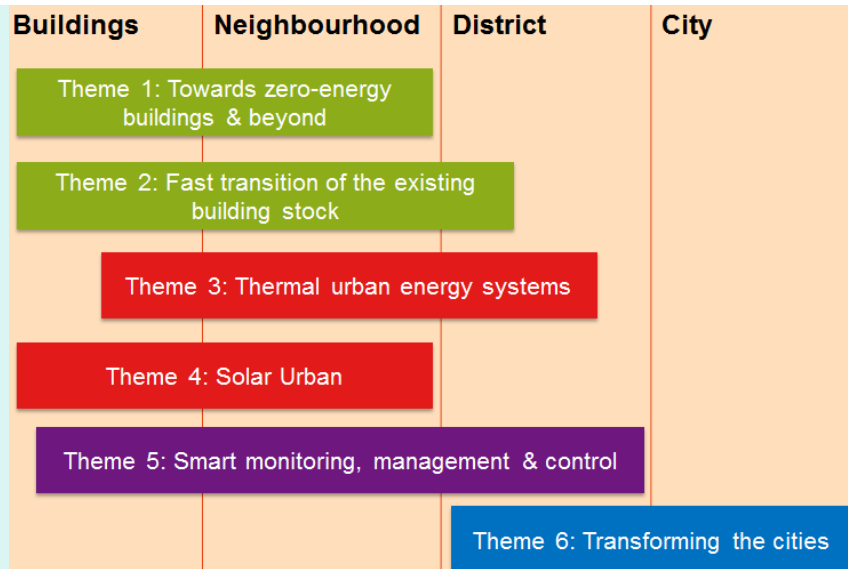 Buildings Neighbourhood District City
Theme 1: Towards zero-energy
buildings & beyond
Theme 2: Fast transition of the existing
building stock
Theme 3: Thermal urban energy systems
Theme 4: Solar Urban
Theme 5: Smart monitoring, management & control
Theme 6: Transforming the cities